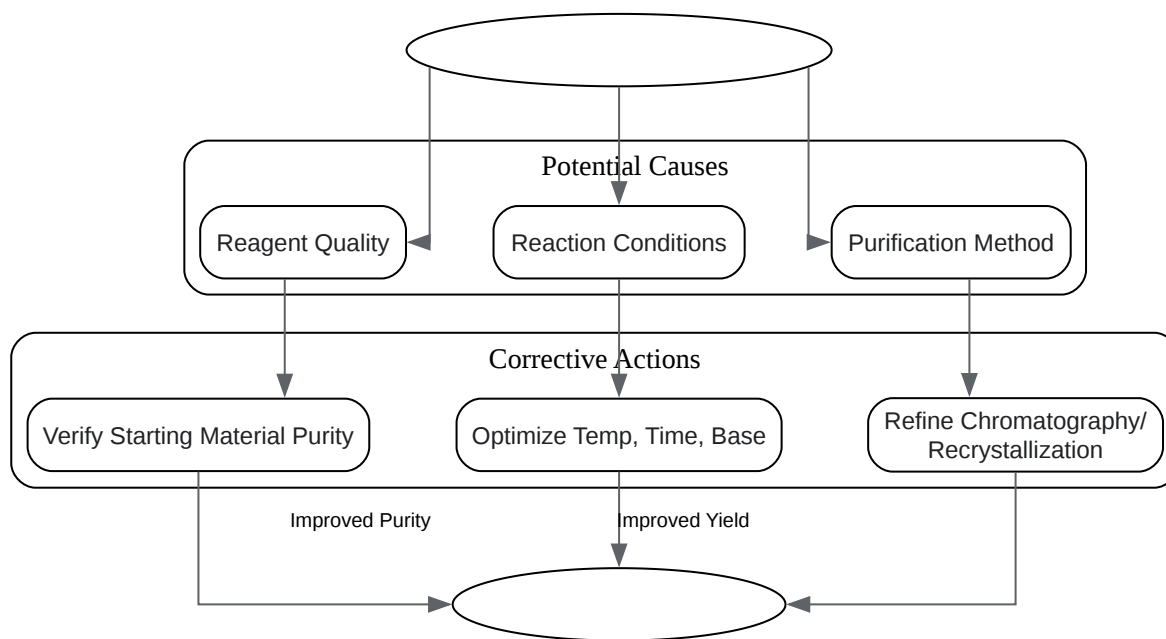 Potential Causes
Reagent Quality
Reaction Conditions
Purification Method
Corrective Actions
Verify Starting Material Purity
Optimize Temp, Time, Base
Refine Chromatography/
Recrystallization
Improved Purity
Improved Yield